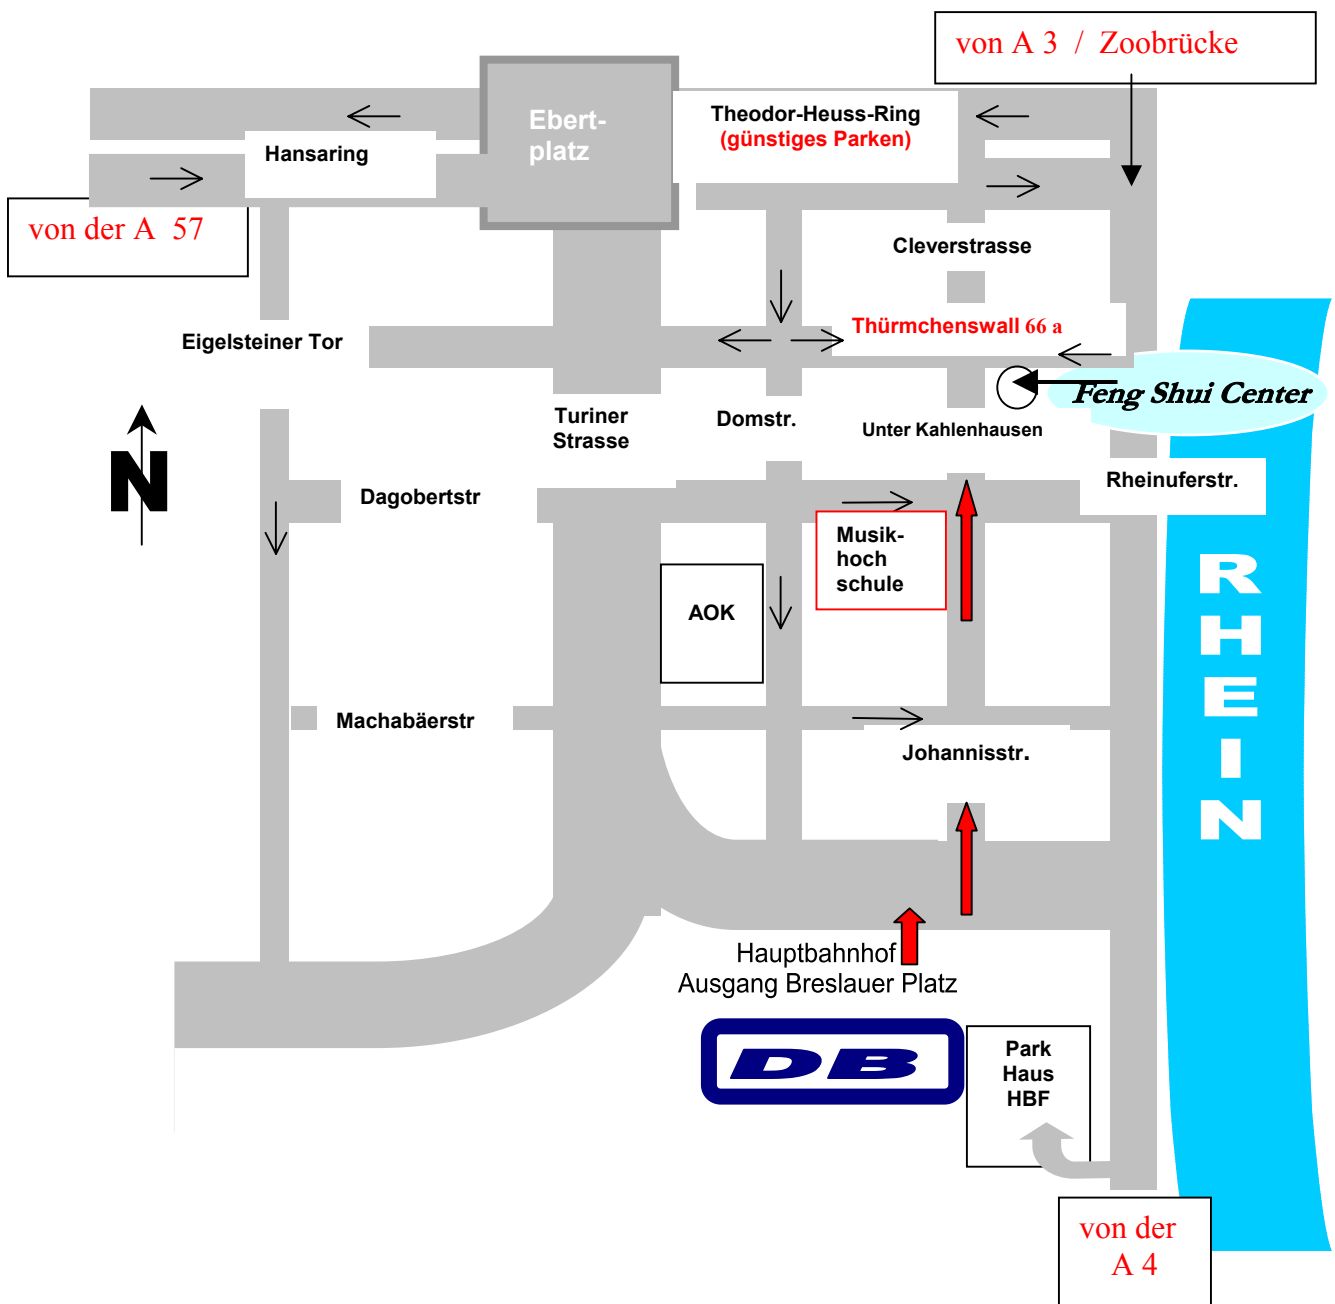 von A 3 / Zoobrücke
Ebert-
platz
Theodor-Heuss-Ring
(günstiges Parken)
Hansaring
von der A 57
Cleverstrasse
Eigelsteiner Tor
Thürmchenswall 66 a
Feng Shui Center
Turiner
Strasse
Domstr.
Unter Kahlenhausen
N
Dagobertstr
Rheinuferstr.
Musik-
hoch
schule
AOK
RHEIN
Machabäerstr
Johannisstr.
Hauptbahnhof
Ausgang Breslauer Platz
DB
Park
Haus
HBF
von der
A 4